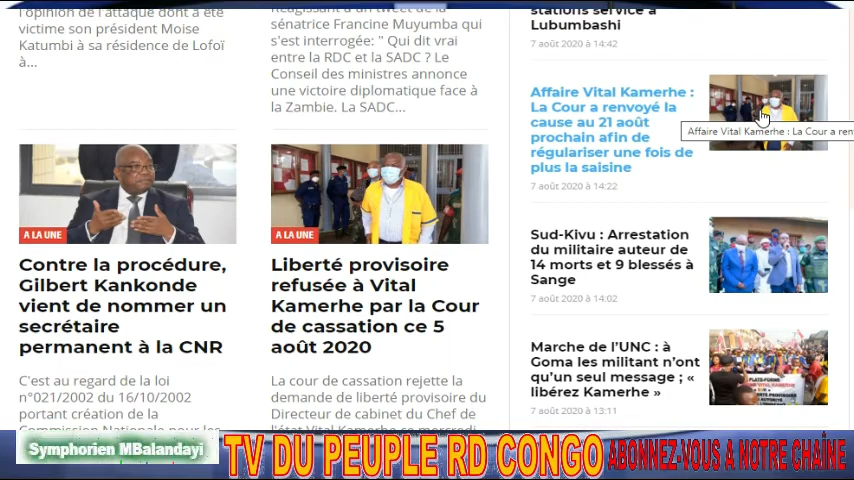 l'opinion de l'attaque dont a été
victime son président Moise
Katumbi à sa résidence de Lofoï
à...
A LA UNE
Contre la procédure,
Gilbert Kankonde
vient de nommer un
secrétaire
permanent à la CNR
C'est au regard de la loi
n°021/2002 du 16/10/2002
portant création de la
Commission Nationale pour les
Réagissant à un tweet de la
sénatrice Francine Muyumba qui
s'est interrogée: " Qui dit vrai
entre la RDC et la SADC ? Le
Conseil des ministres annonce
une victoire diplomatique face à
la Zambie. La SADC...
A LA UNE
Liberté provisoire
refusée à Vital
Kamerhe par la Cour
de cassation ce 5
août 2020
La cour de cassation rejette la
demande de liberté provisoire du
Directeur de cabinet du Chef de
l'état Vital Kamerhe ce mercredi
stations service à
Lubumbashi
7 août 2020 à 14:42
Affaire Vital Kamerhe :
La Cour a renvoyé la
cause au 21 août
prochain afin de
régulariser une fois de
plus la saisine
7 août 2020 à 14:22
Affaire Vital Kamerhe : La Cour a ren
Sud-Kivu : Arrestation
du militaire auteur de
14 morts et 9 blessés à
Sange
7 août 2020 à 14:02
Marche de l’UNC : à
Goma les militant n’ont
qu’un seul message ; «
libérez Kamerhe »
7 août 2020 à 13:11
Symphorien MBalandayi
TV DU PEUPLE RD CONGO
ABONNEZ-VOUS A NOTRE CHAÎNE